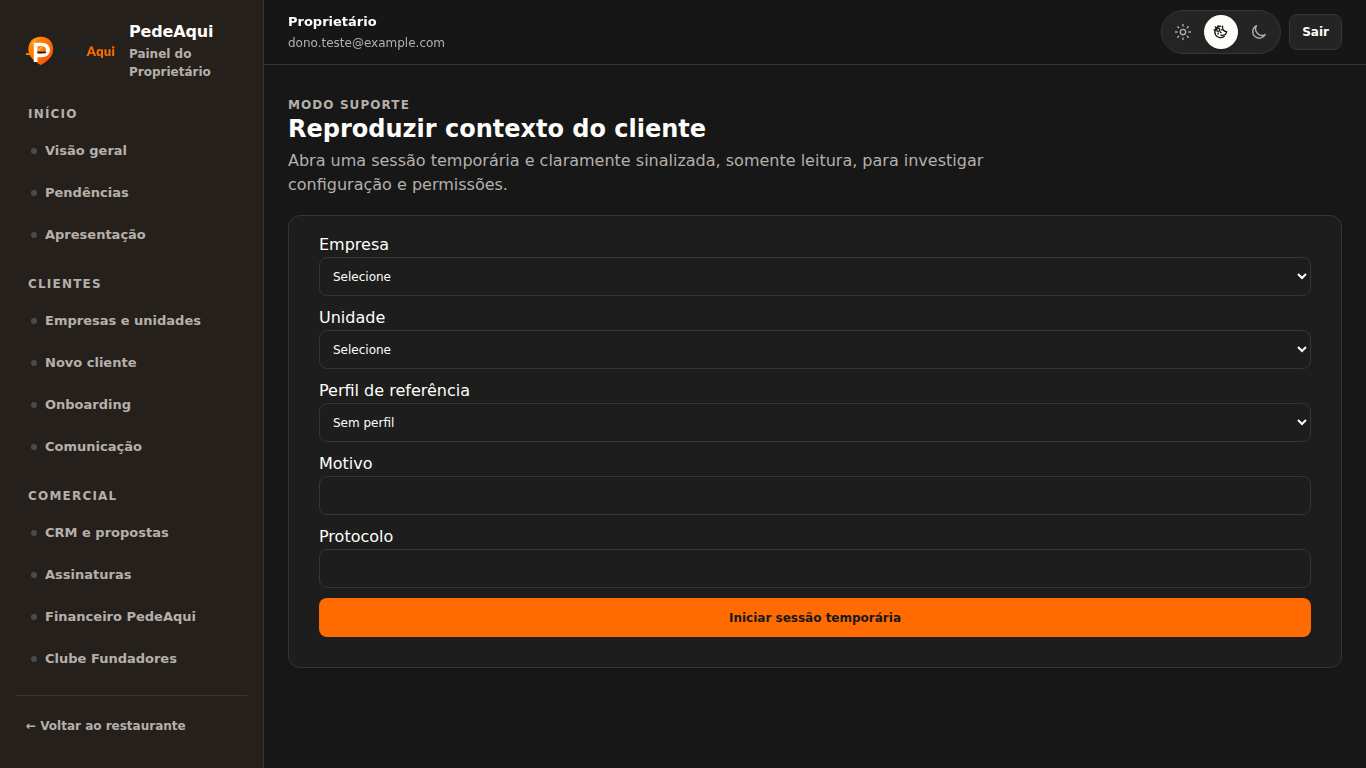 P
Aqui
PedeAqui
Painel do
Proprietário
INÍCIO
Visão geral
Pendências
Apresentação
CLIENTES
Empresas e unidades
Novo cliente
Onboarding
Comunicação
COMERCIAL
CRM e propostas
Assinaturas
Financeiro PedeAqui
Clube Fundadores
← Voltar ao restaurante
Proprietário
dono.teste@example.com
Sair
MODO SUPORTE
Reproduzir contexto do cliente
Abra uma sessão temporária e claramente sinalizada, somente leitura, para investigar
configuração e permissões.
Empresa
Selecione
Unidade
Selecione
Perfil de referência
Sem perfil
Motivo
Protocolo
Iniciar sessão temporária